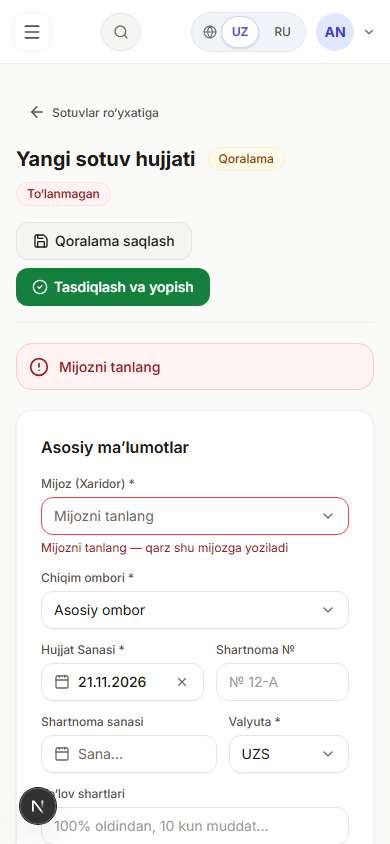 UZ
RU
AN
Sotuvlar ro‘yxatiga
Yangi sotuv hujjati
Qoralama
To‘lanmagan
Qoralama saqlash
Tasdiqlash va yopish
Mijozni tanlang
Asosiy ma’lumotlar
Mijoz (Xaridor) *
Mijozni tanlang
Mijozni tanlang — qarz shu mijozga yoziladi
Chiqim ombori *
Asosiy ombor
Hujjat Sanasi *
Shartnoma №
21.11.2026
№ 12-A
Shartnoma sanasi
Valyuta *
Sana...
UZS
N
shartlari
100% oldindan, 10 kun muddat...